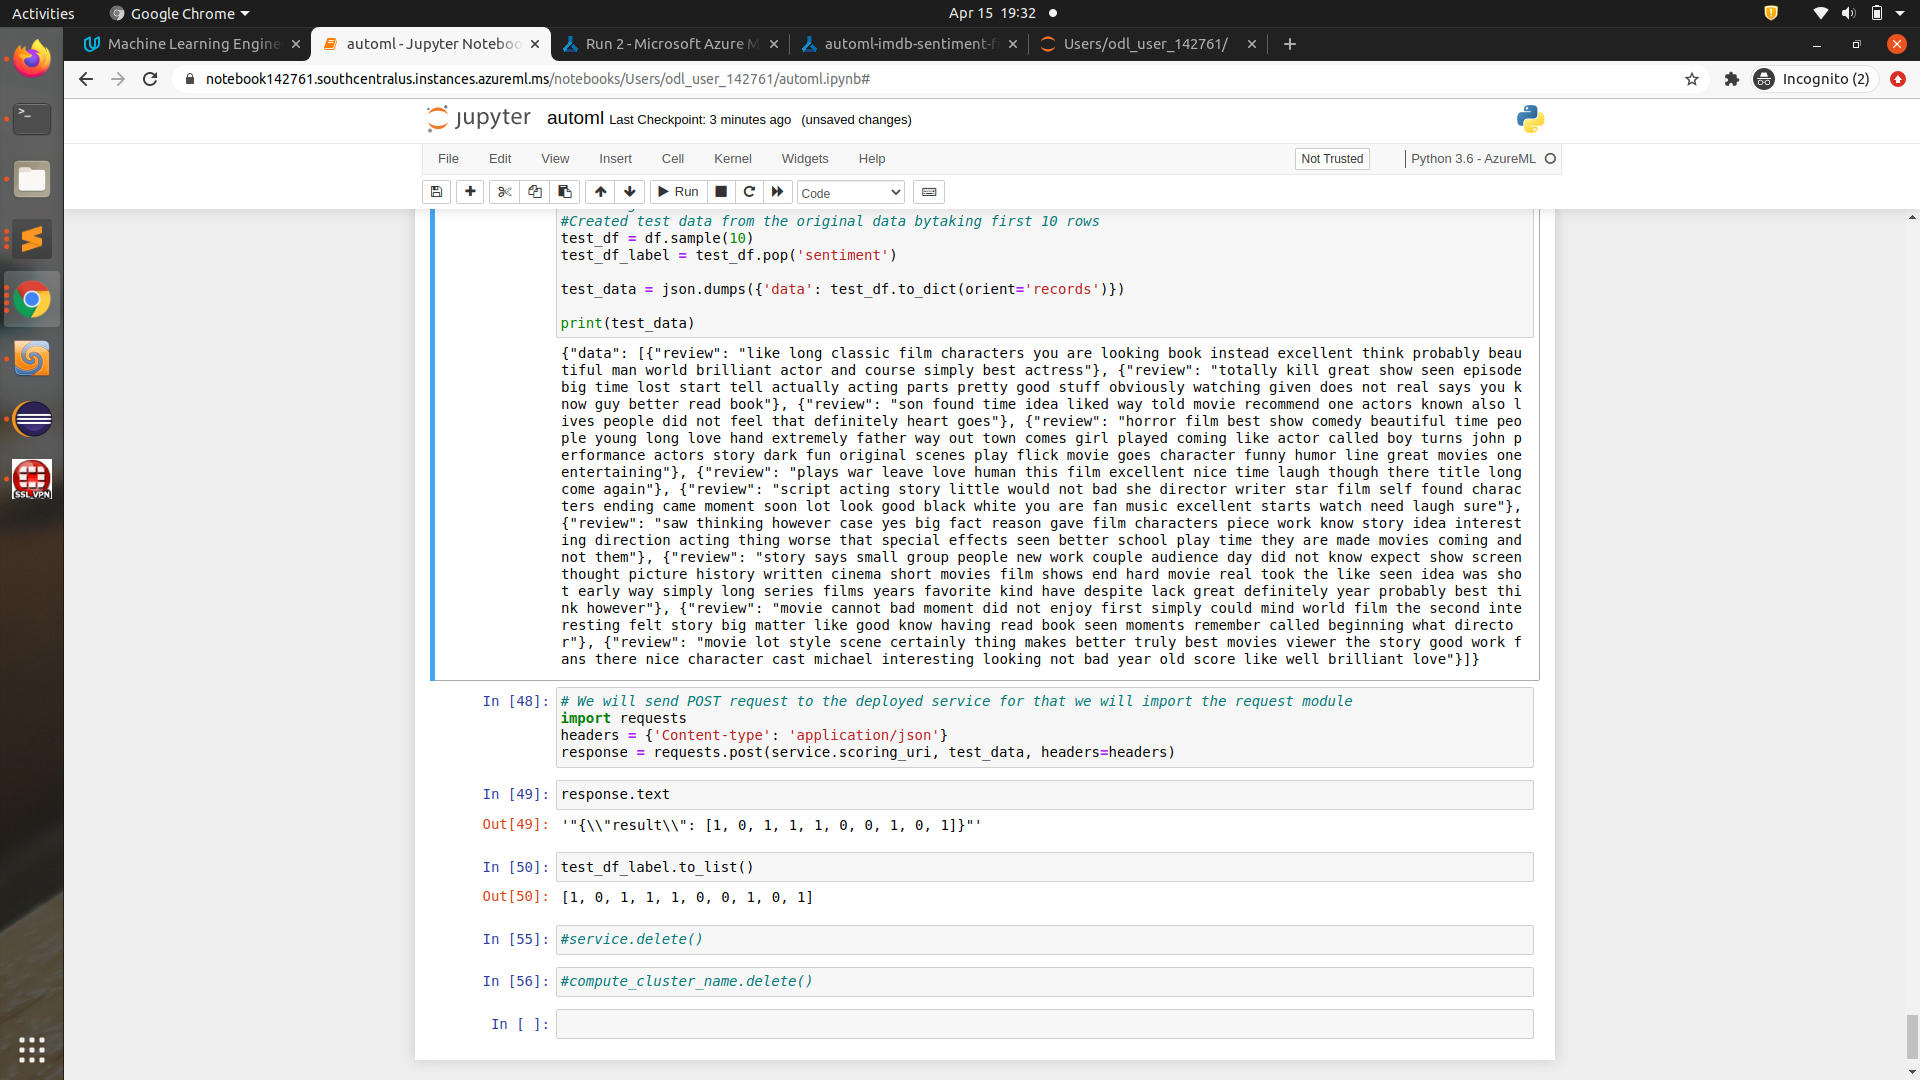 Activities
Google Chrome
Apr 15 19:32
Machine Learning Engine
automl - Jupyter Notebo
Run 2 - Microsoft Azure M
automl-imdb-sentiment-f
Users/odl_user_142761/
notebook142761.southcentralus.instances.azureml.ms/notebooks/Users/odl_user_142761/automl.ipynb#
Incognito (2)
jupyter automl Last Checkpoint: 3 minutes ago (unsaved changes)
File Edit View Insert Cell Kernel Widgets Help
Not Trusted
Python 3.6 - AzureML
Run
Code
#Created test data from the original data bytaking first 10 rows
test_df = df.sample(10)
test_df_label = test_df.pop('sentiment')
test_data = json.dumps({'data': test_df.to_dict(orient='records')})
print(test_data)
{"data": [{"review": "like long classic film characters you are looking book instead excellent think probably beau
tiful man world brilliant actor and course simply best actress"}, {"review": "totally kill great show seen episode
big time lost start tell actually acting parts pretty good stuff obviously watching given does not real says you k
now guy better read book"}, {"review": "son found time idea liked way told movie recommend one actors known also l
ives people did not feel that definitely heart goes"}, {"review": "horror film best show comedy beautiful time peo
ple young long love hand extremely father way out town comes girl played coming like actor called boy turns john p
erformance actors story dark fun original scenes play flick movie goes character funny humor line great movies one
entertaining"}, {"review": "plays war leave love human this film excellent nice time laugh though there title long
come again"}, {"review": "script acting story little would not bad she director writer star film self found charac
ters ending came moment soon lot look good black white you are fan music excellent starts watch need laugh sure"},
{"review": "saw thinking however case yes big fact reason gave film characters piece work know story idea interest
ing direction acting thing worse that special effects seen better school play time they are made movies coming and
not them"}, {"review": "story says small group people new work couple audience day did not know expect show screen
thought picture history written cinema short movies film shows end hard movie real took the like seen idea was sho
t early way simply long series films years favorite kind have despite lack great definitely year probably best thi
nk however"}, {"review": "movie cannot bad moment did not enjoy first simply could mind world film the second inte
resting felt story big matter like good know having read book seen moments remember called beginning what directo
r"}, {"review": "movie lot style scene certainly thing makes better truly best movies viewer the story good work f
ans there nice character cast michael interesting looking not bad year old score like well brilliant love"}]}
In [48]: # We will send POST request to the deployed service for that we will import the request module
import requests
headers = {'Content-type': 'application/json'}
response = requests.post(service.scoring_uri, test_data, headers=headers)
In [49]: response.text
Out[49]: '"{\\"result\\": [1, 0, 1, 1, 1, 0, 0, 1, 0, 1]}"'
In [50]: test_df_label.to_list()
Out[50]: [1, 0, 1, 1, 1, 0, 0, 1, 0, 1]
In [55]: #service.delete()
In [56]: #compute_cluster_name.delete()
In [ ]:
SSL VPN